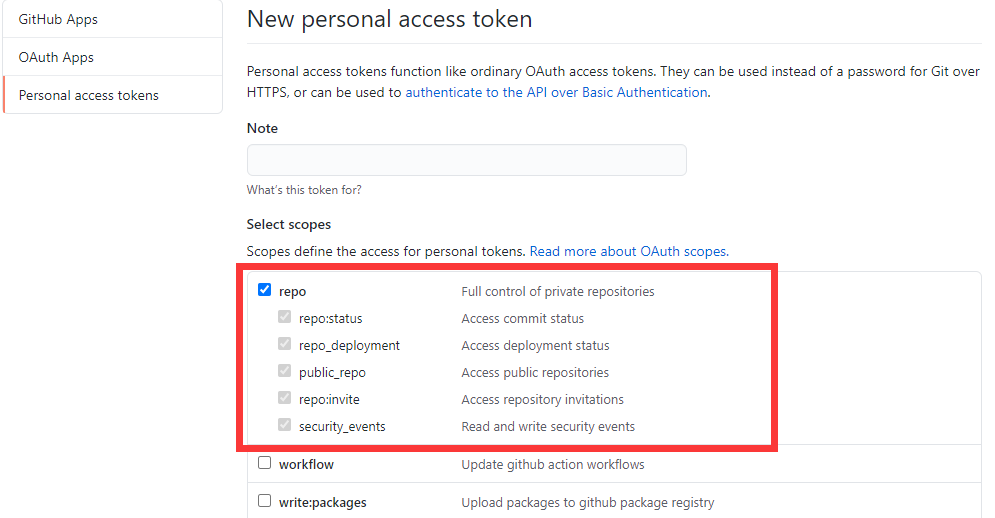 GitHub Apps
OAuth Apps
Personal access tokens
New personal access token
Personal access tokens function like ordinary OAuth access tokens. They can be used instead of a password for Git over
HTTPS, or can be used to authenticate to the API over Basic Authentication.
Note
What's this token for?
Select scopes
Scopes define the access for personal tokens. Read more about OAuth scopes.
repo Full control of private repositories
repo:status Access commit status
repo_deployment Access deployment status
public_repo Access public repositories
repo:invite Access repository invitations
security_events Read and write security events
workflow Update github action workflows
write:packages Upload packages to github package registry